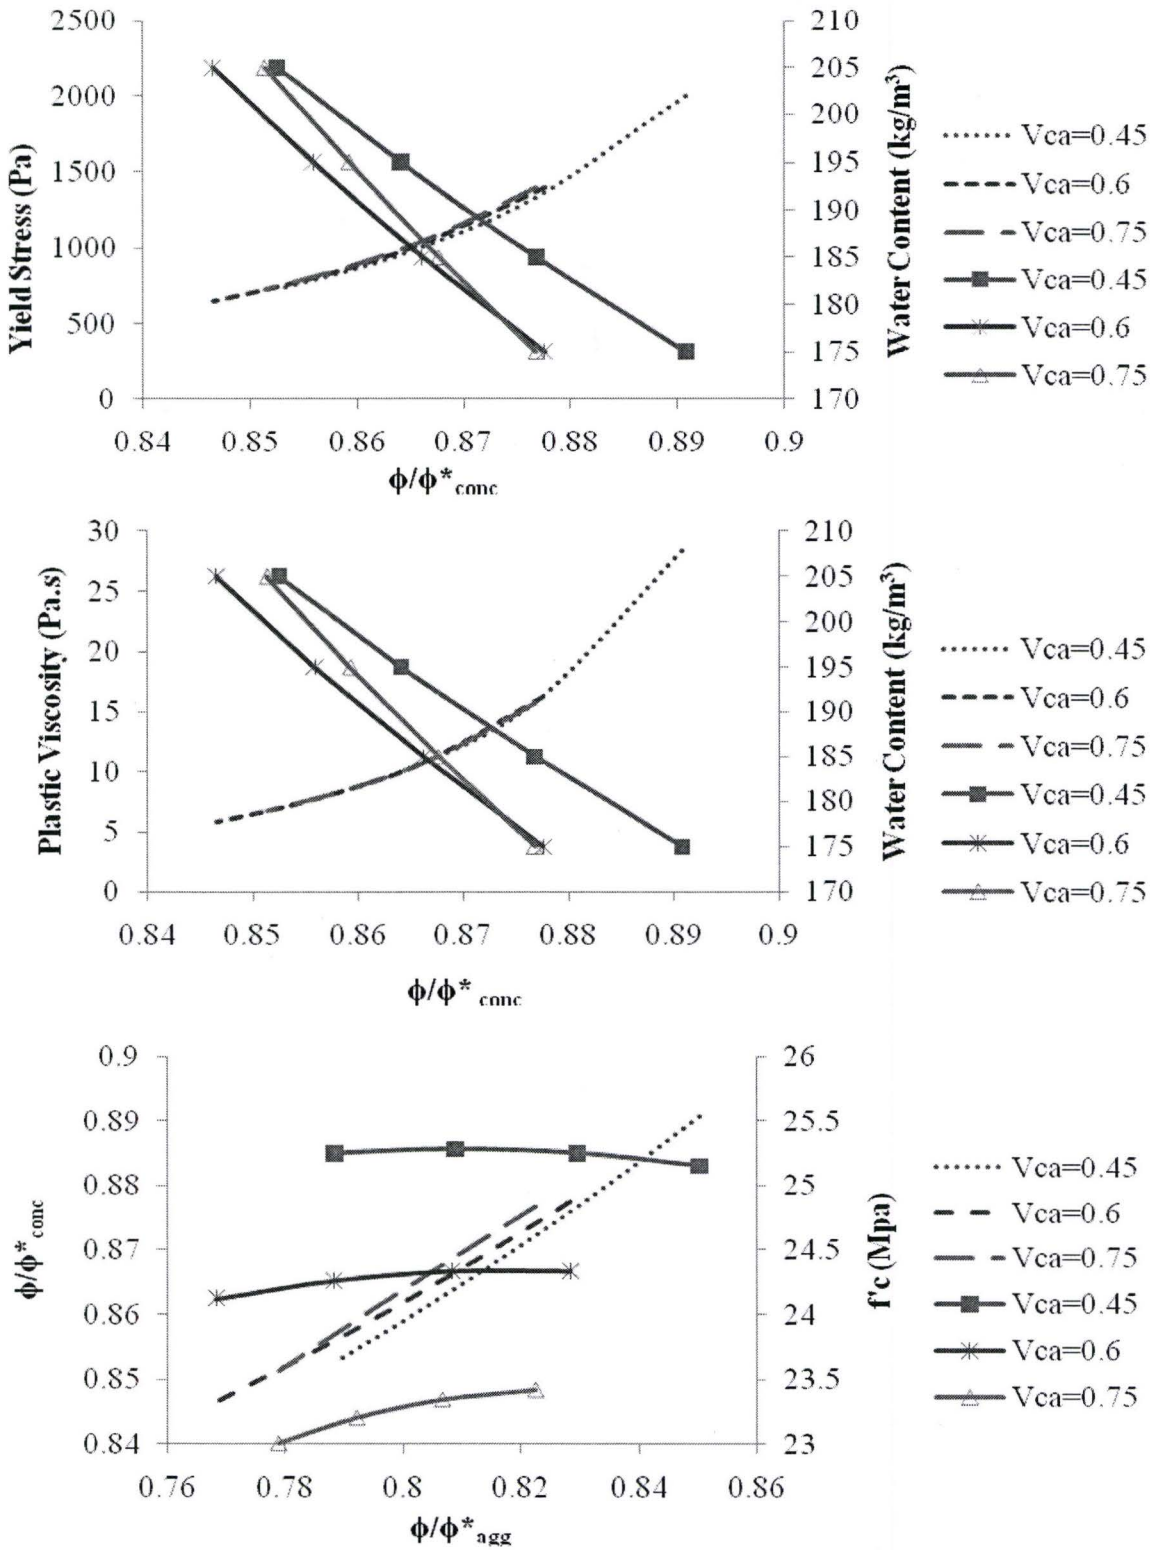 2500
2000
1500
1000
500
0
Yield Stress (Pa)
210
205
200
195
190
185
180
175
170
Water Content (kg/m³)
0.84 0.85 0.86 0.87 0.88 0.89 0.9
ϕ/ϕ*conc
Vca=0.45
Vca=0.6
Vca=0.75
Vca=0.45
Vca=0.6
Vca=0.75
30
25
20
15
10
5
0
Plastic Viscosity (Pa.s)
210
205
200
195
190
185
180
175
170
Water Content (kg/m³)
0.84 0.85 0.86 0.87 0.88 0.89 0.9
ϕ/ϕ* conc
Vca=0.45
Vca=0.6
Vca=0.75
Vca=0.45
Vca=0.6
Vca=0.75
0.9
0.89
0.88
0.87
0.86
0.85
0.84
ϕ/ϕ*conc
26
25.5
25
24.5
24
23.5
23
f'c (Mpa)
0.76 0.78 0.8 0.82 0.84 0.86
ϕ/ϕ*agg
Vca=0.45
Vca=0.6
Vca=0.75
Vca=0.45
Vca=0.6
Vca=0.75